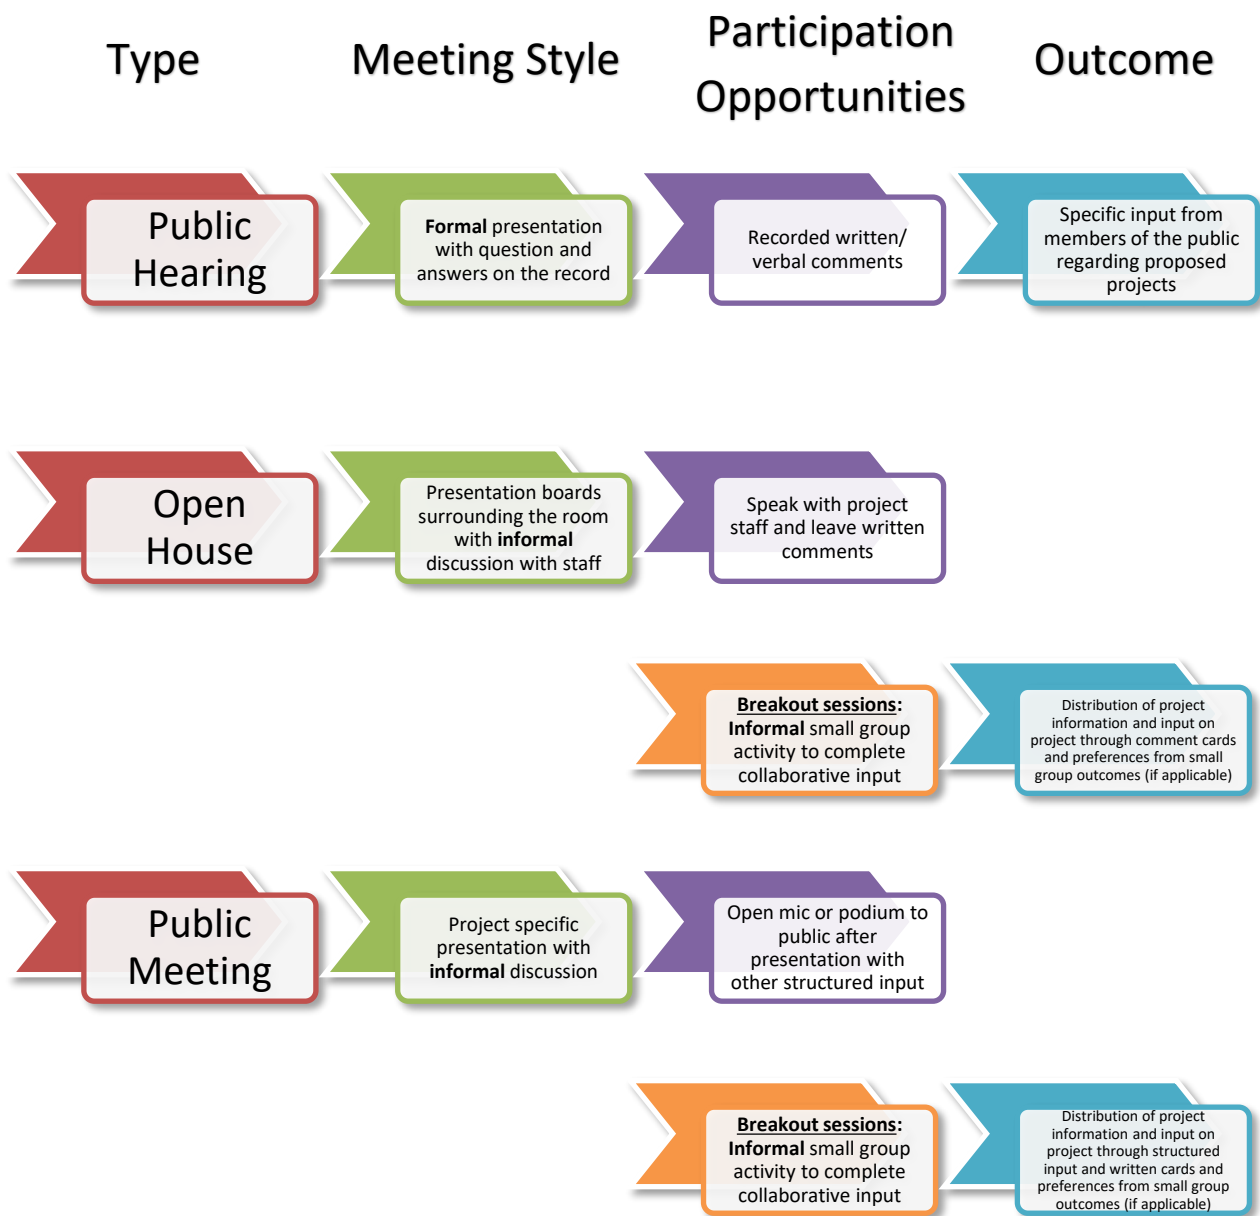 Type
Meeting Style
Participation
Opportunities
Outcome
Public
Hearing
Formal presentation
with question and
answers on the record
Recorded written/
verbal comments
Specific input from
members of the public
regarding proposed
projects
Open
House
Presentation boards
surrounding the room
with informal
discussion with staff
Speak with project
staff and leave written
comments
Breakout sessions:
Informal small group
activity to complete
collaborative input
Distribution of project
information and input on
project through comment cards
and preferences from small
group outcomes (if applicable)
Public
Meeting
Project specific
presentation with
informal discussion
Open mic or podium to
public after
presentation with
other structured input
Breakout sessions:
Informal small group
activity to complete
collaborative input
Distribution of project
information and input on
project through structured
input and written cards and
preferences from small group
outcomes (if applicable)